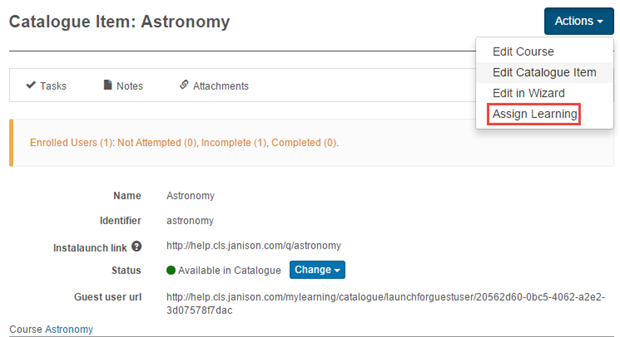 Catalogue Item: Astronomy
Actions
Edit Course
Edit Catalogue Item
Edit in Wizard
Assign Learning
Tasks Notes Attachments
Enrolled Users (1): Not Attempted (0), Incomplete (1), Completed (0).
Name Astronomy
Identifier astronomy
Instalaunch link ? http://help.cls.janison.com/q/astronomy
Status Available in Catalogue Change
Guest user url http://help.cls.janison.com/mylearning/catalogue/launchforguestuser/20562d60-0bc5-4062-a2e2-
3d07578f7dac
Course Astronomy